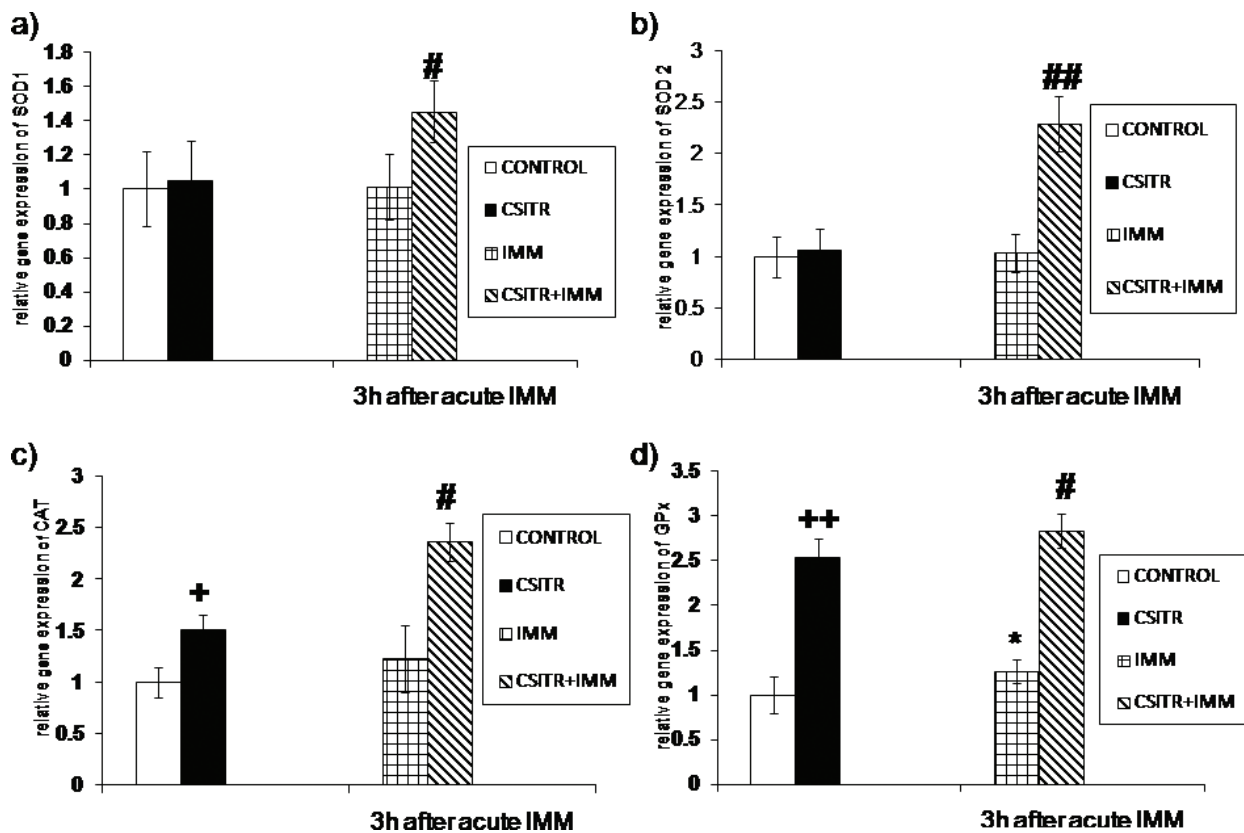 a)
relative gene expression of SOD1
1.8
1.6
1.4
1.2
1
0.8
0.6
0.4
0.2
0
#
3h after acute IMM
CONTROL
CSITR
IMM
CSITR+IMM
b)
relative gene expression of SOD 2
3
2.5
2
1.5
1
0.5
0
##
3h after acute IMM
CONTROL
CSITR
IMM
CSITR+IMM
c)
relative gene expression of CAT
3
2.5
2
1.5
1
0.5
0
+
#
3h after acute IMM
CONTROL
CSITR
IMM
CSITR+IMM
d)
relative gene expression of GPx
3.5
3
2.5
2
1.5
1
0.5
0
++
*
#
3h after acute IMM
CONTROL
CSITR
IMM
CSITR+IMM